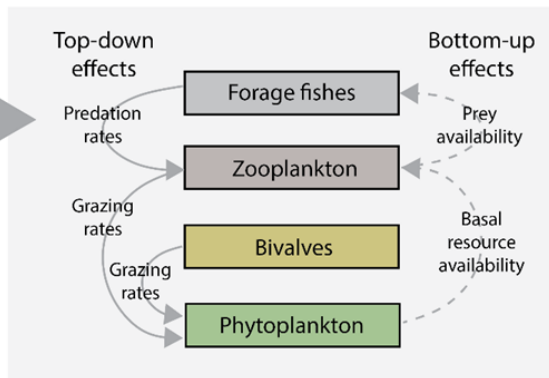 Top-down
effects
Bottom-up
effects
Forage fishes
Predation
rates
Prey
availability
Zooplankton
Grazing
rates
Basal
resource
availability
Bivalves
Grazing
rates
Phytoplankton